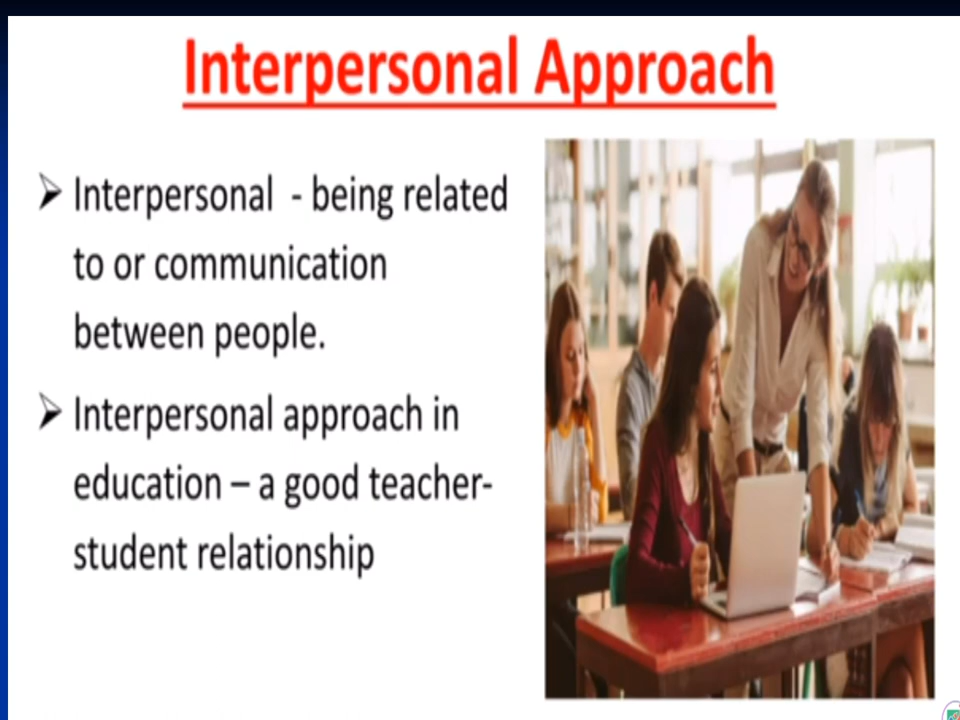 Interpersonal Approach
➢ Interpersonal - being related
to or communication
between people.
➢ Interpersonal approach in
education – a good teacher-
student relationship